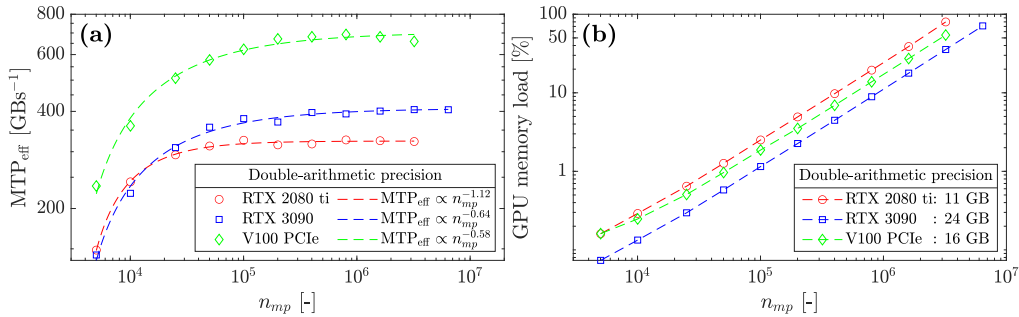 (a)
800
600
400
200
MTP_eff [GBs^−1]
10^4
10^5
10^6
10^7
n_mp [-]
Double-arithmetic precision
RTX 2080 ti MTP_eff ∝ n_mp^−1.12
RTX 3090 MTP_eff ∝ n_mp^−0.64
V100 PCIe MTP_eff ∝ n_mp^−0.58
(b)
100
50
10
1
GPU memory load [%]
10^4
10^5
10^6
10^7
n_mp [-]
Double-arithmetic precision
RTX 2080 ti: 11 GB
RTX 3090 : 24 GB
V100 PCIe : 16 GB